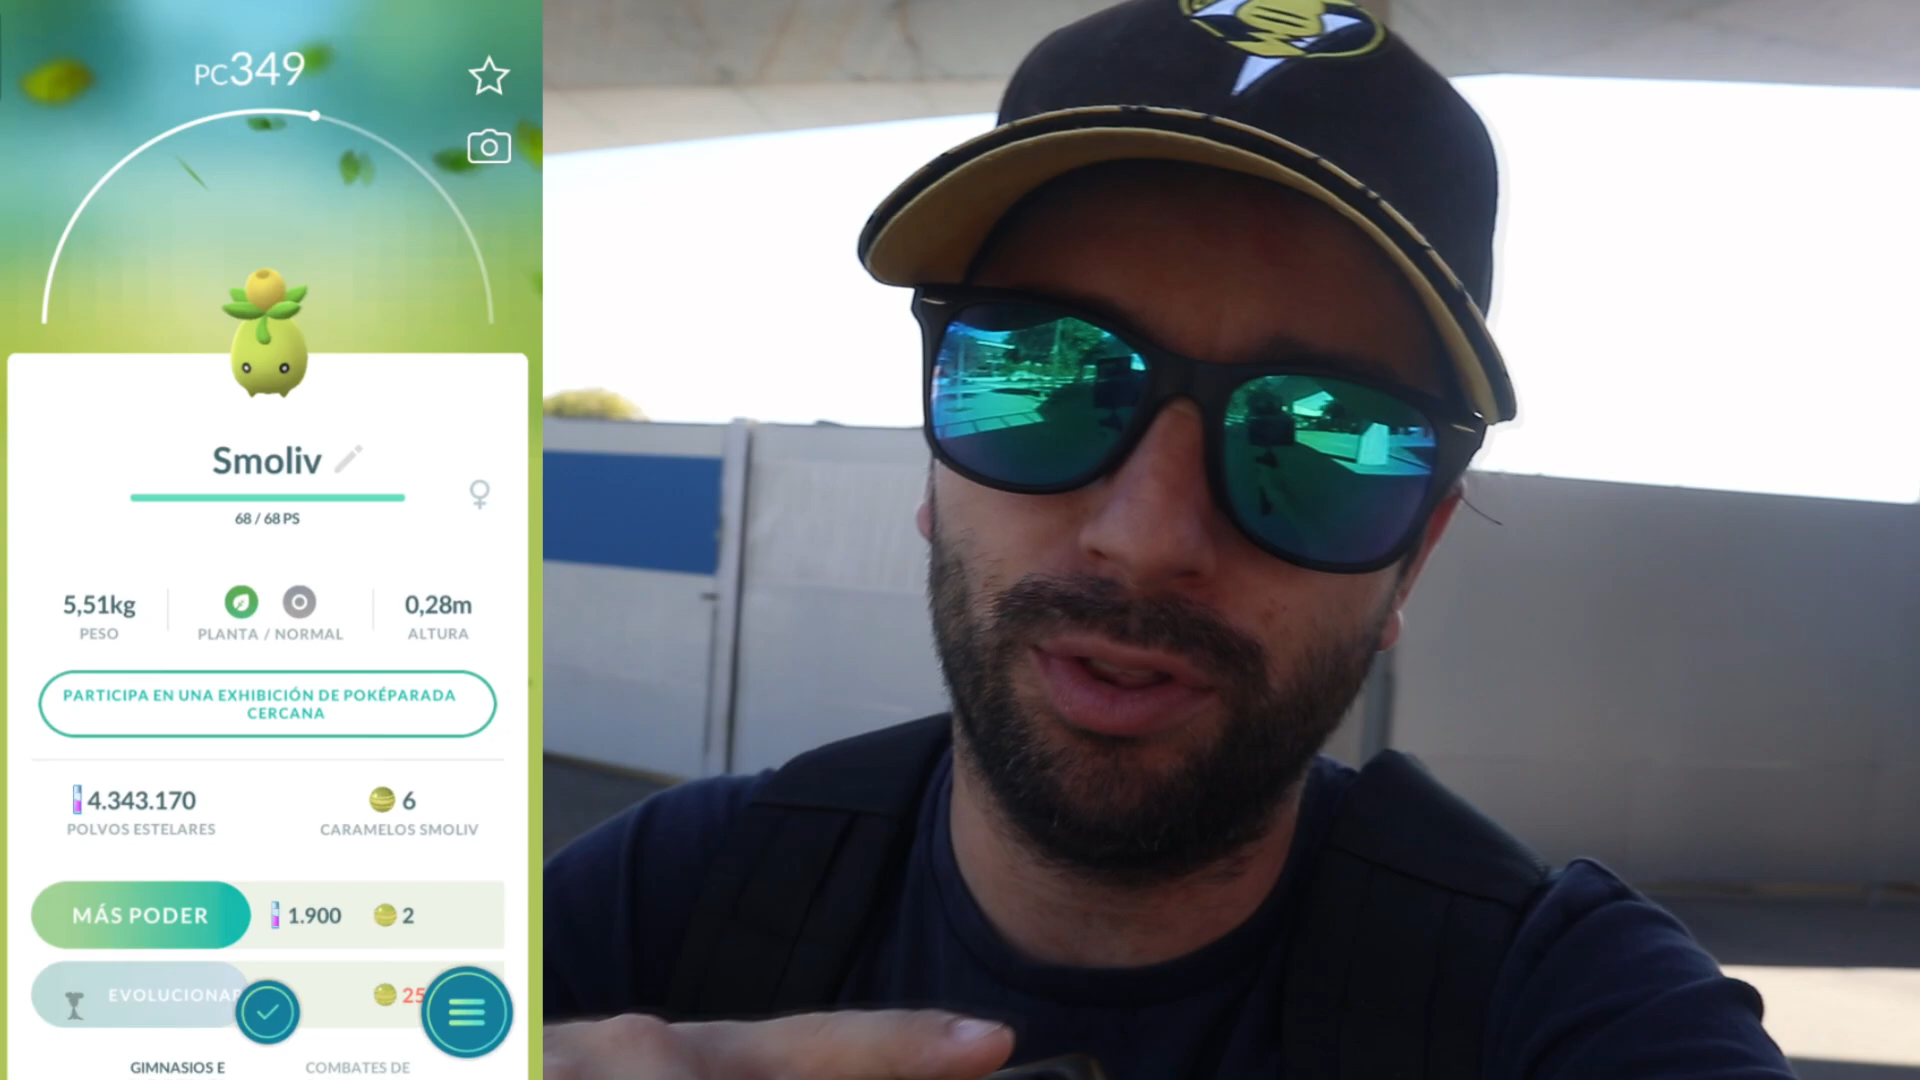 PC349
Smoliv
68 / 68 PS
5,51kg
PESO
PLANTA / NORMAL
0,28m
ALTURA
PARTICIPA EN UNA EXHIBICIÓN DE POKÉPARADA
CERCANA
4.343.170
POLVOS ESTELARES
6
CARAMELOS SMOLIV
MÁS PODER
1.900
2
EVOLUCIONAR
25
GIMNASIOS E
COMBATES DE